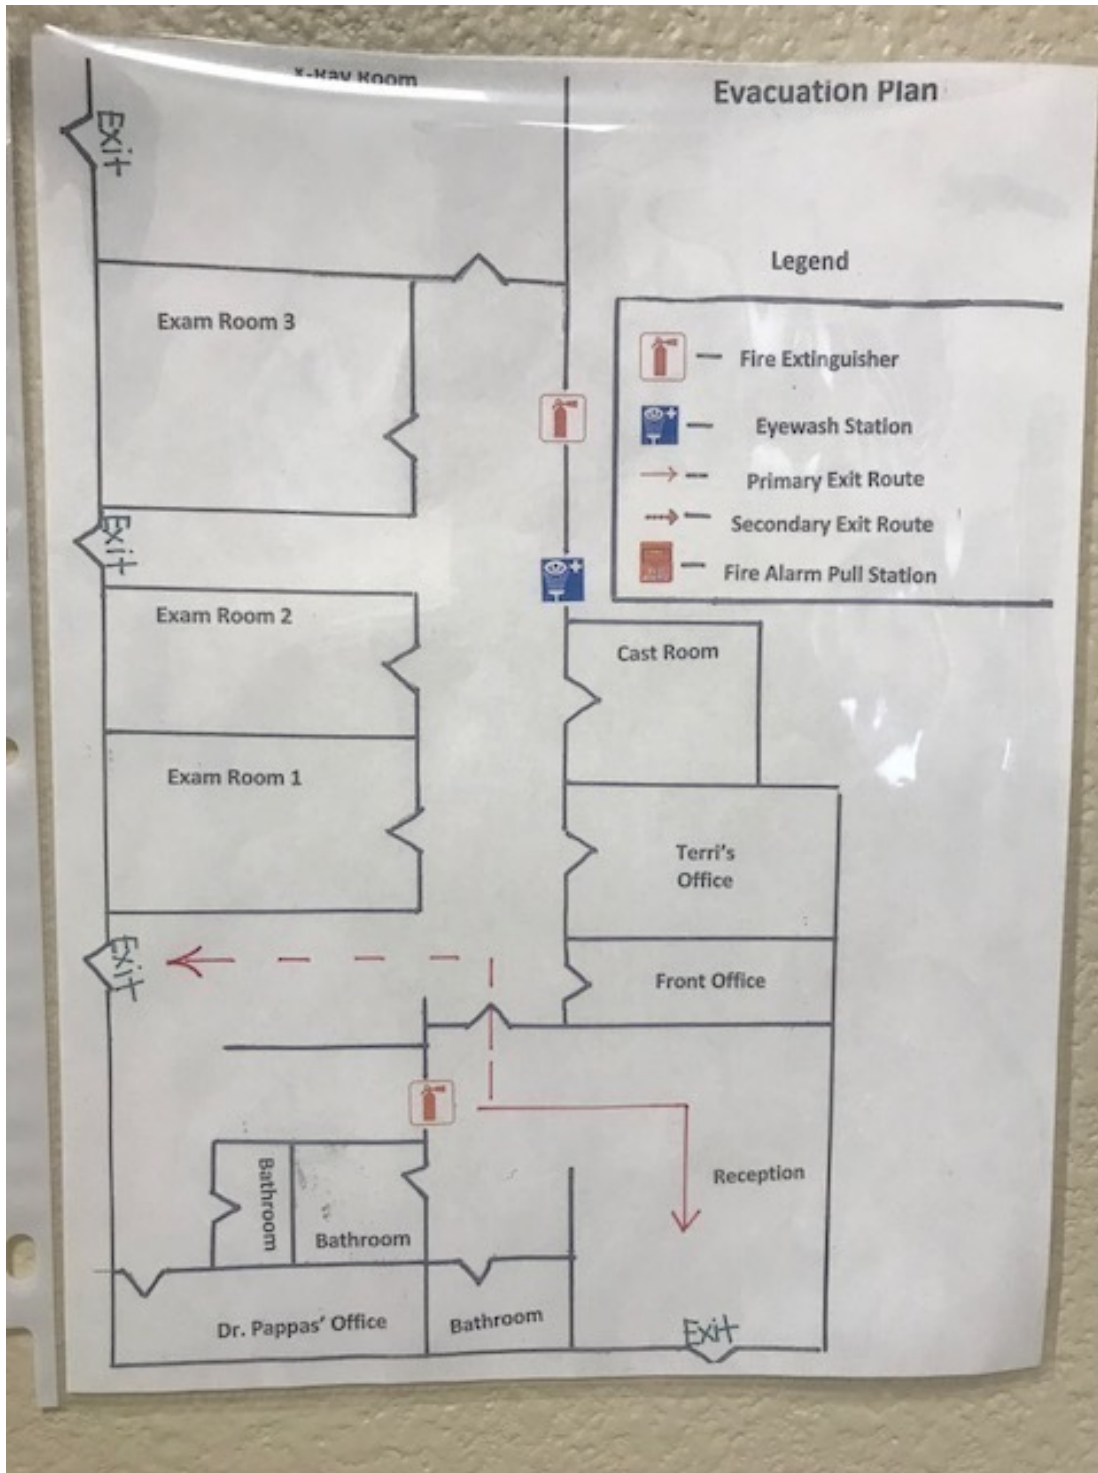 X-Ray Room
Evacuation Plan
Exit
Legend
Exam Room 3
Fire Extinguisher
Eyewash Station
Primary Exit Route
Secondary Exit Route
Fire Alarm Pull Station
Exit
Exam Room 2
Cast Room
Exam Room 1
Terri's
Office
Exit
Front Office
Reception
Bathroom
Bathroom
Dr. Pappas' Office
Bathroom
Exit